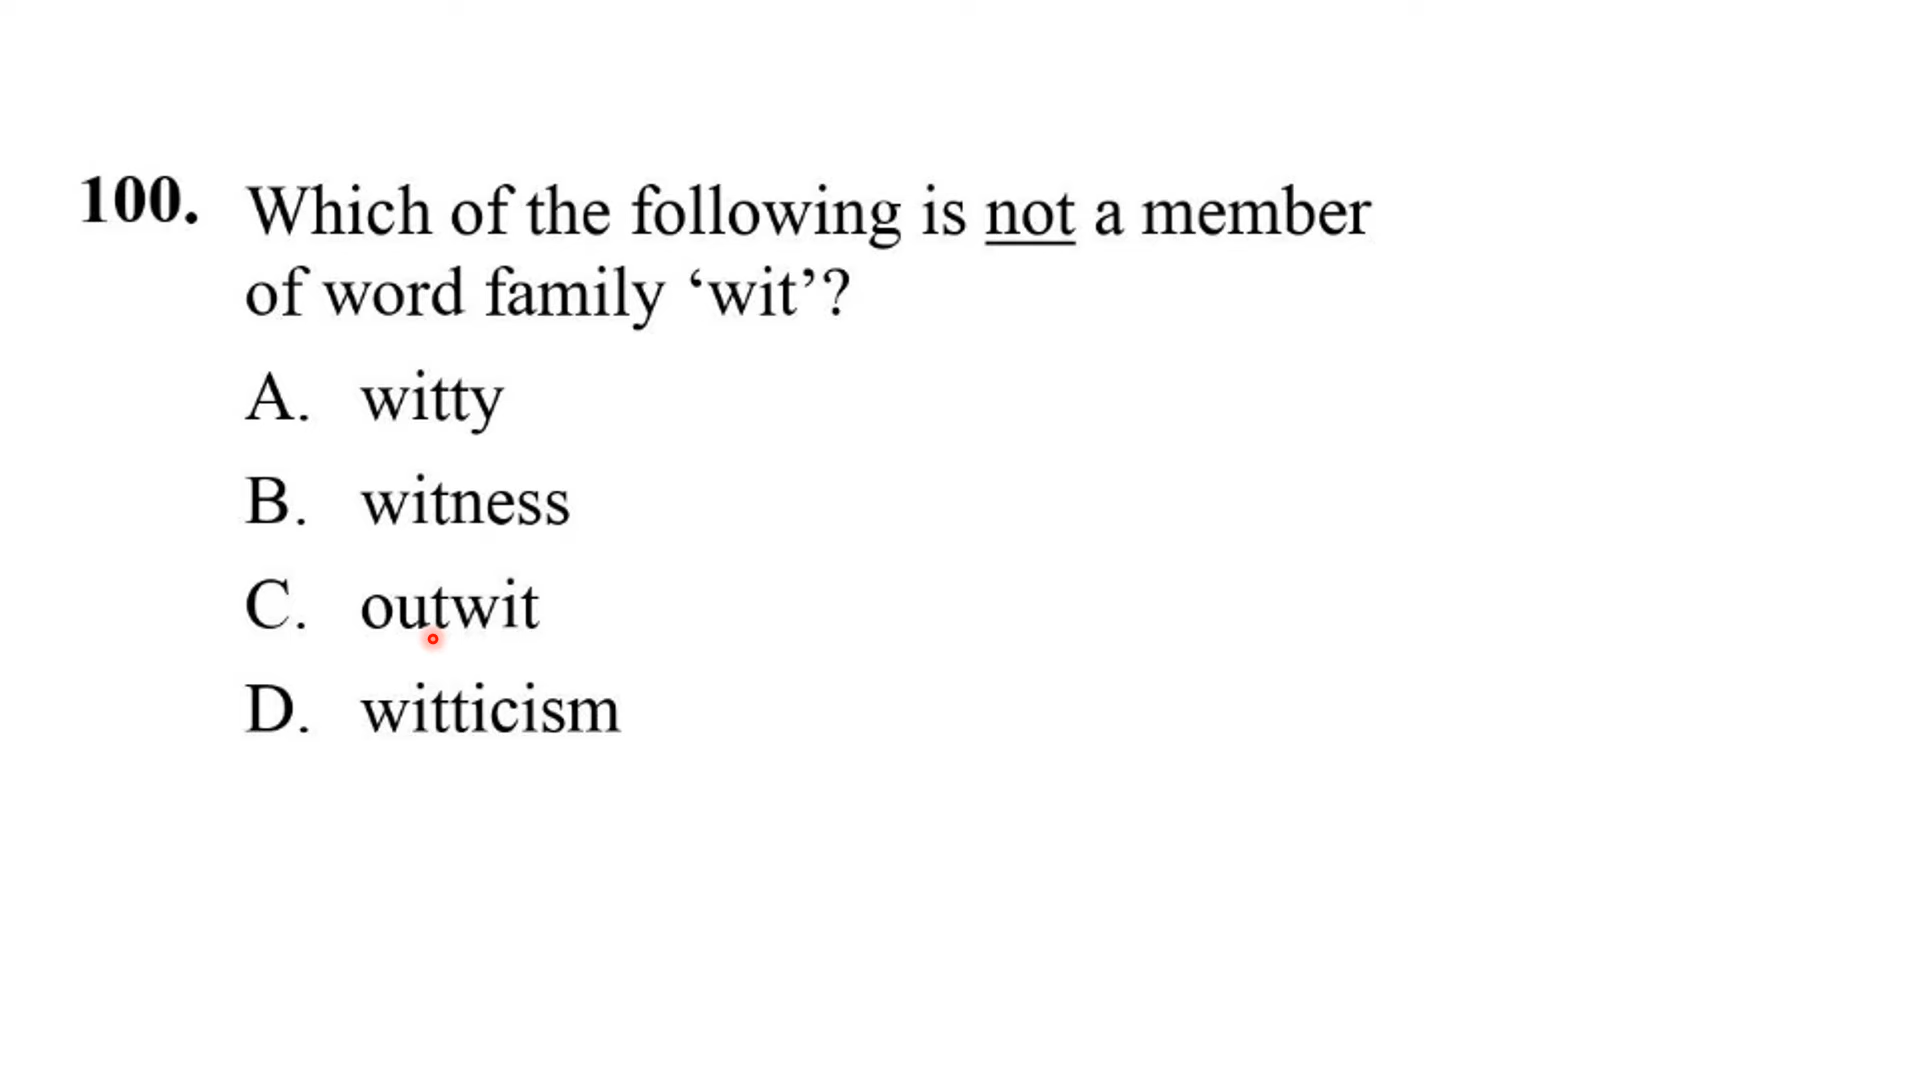 100. Which of the following is not a member
of word family ‘wit’?
A. witty
B. witness
C. outwit
D. witticism